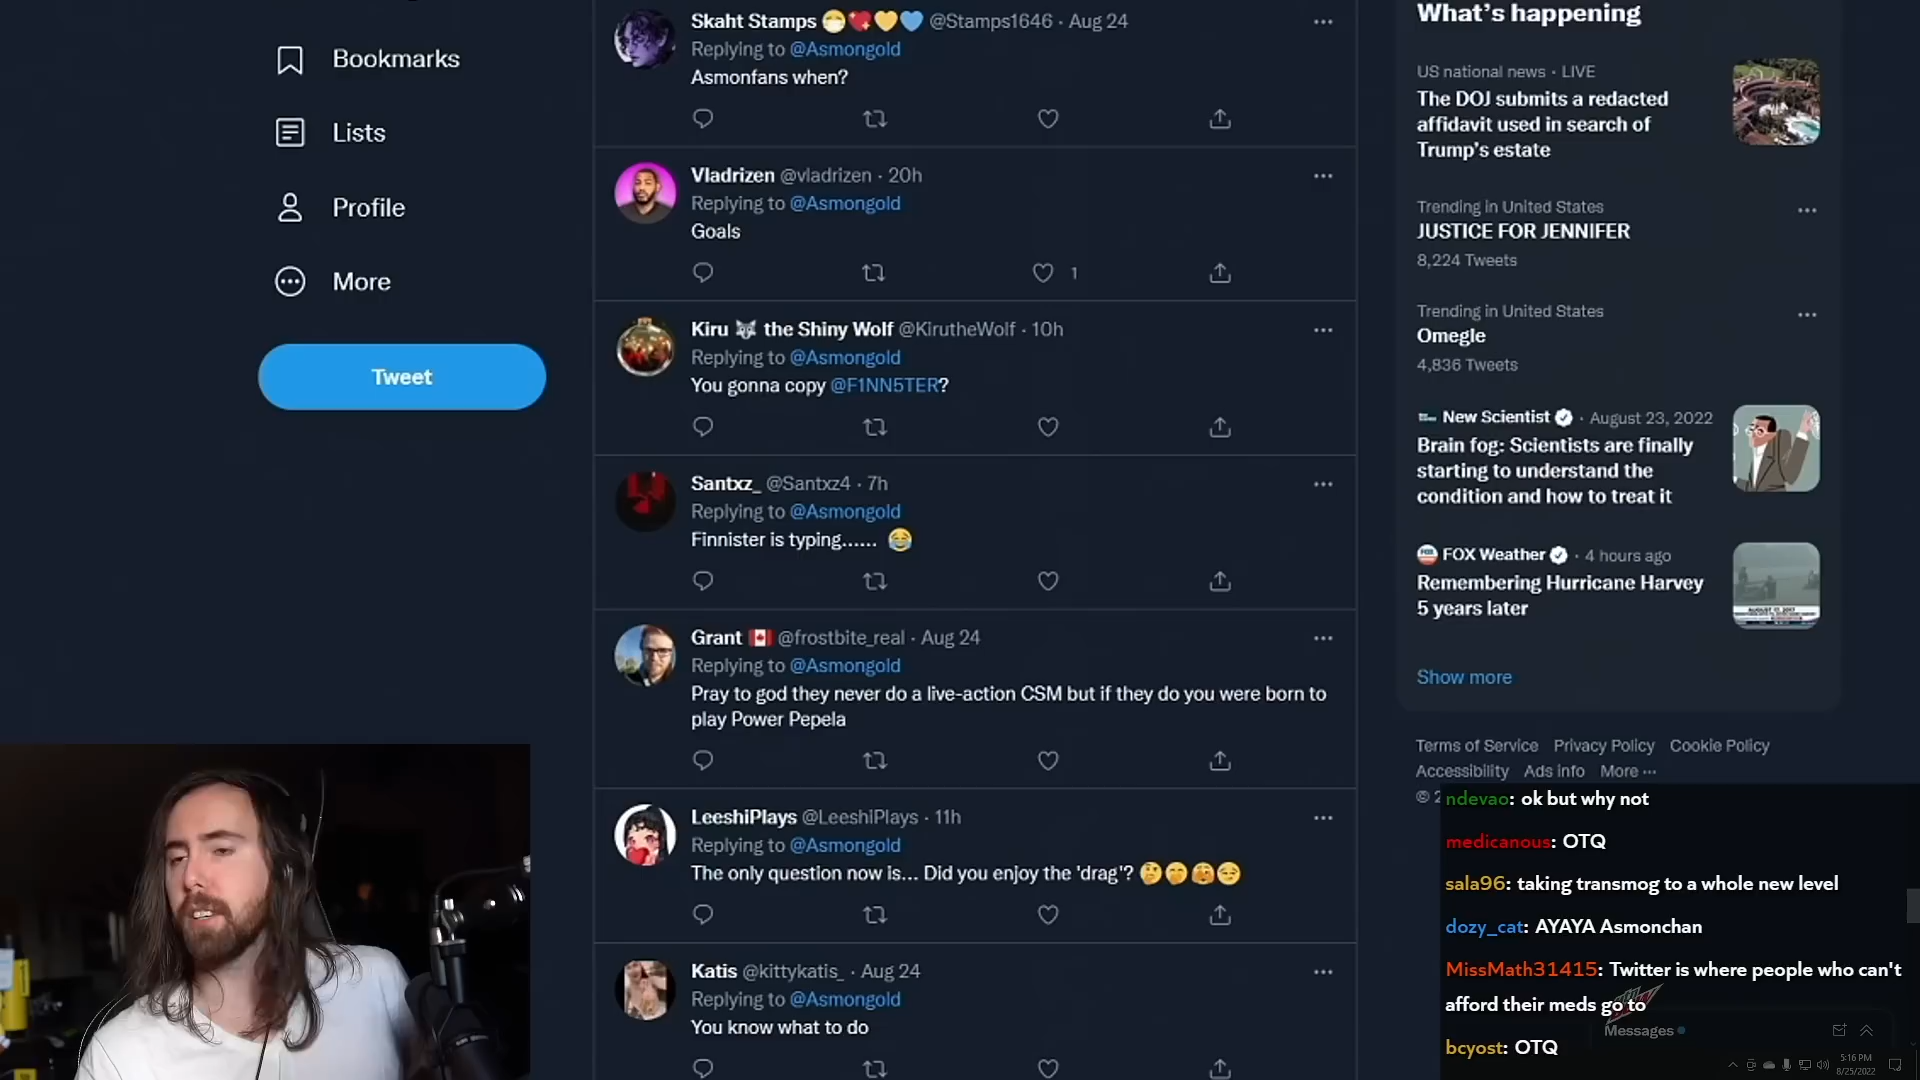 Bookmarks
Lists
Profile
More
Tweet
Skaht Stamps 😷💖💛💙 @Stamps1646 · Aug 24
Replying to @Asmongold
Asmonfans when?
Vladrizen @vladrizen · 20h
Replying to @Asmongold
Goals
1
Kiru 🐺 the Shiny Wolf @KirutheWolf · 10h
Replying to @Asmongold
You gonna copy @F1NN5TER?
Santxz_ @Santxz4 · 7h
Replying to @Asmongold
Finnister is typing...... 😂
Grant 🇨🇦 @frostbite_real · Aug 24
Replying to @Asmongold
Pray to god they never do a live-action CSM but if they do you were born to
play Power Pepela
LeeshiPlays @LeeshiPlays · 11h
Replying to @Asmongold
The only question now is... Did you enjoy the 'drag'? 🤔🤭🫣😏
Katis @kittykatis_ · Aug 24
Replying to @Asmongold
You know what to do
What's happening
US national news · LIVE
The DOJ submits a redacted
affidavit used in search of
Trump's estate
Trending in United States
JUSTICE FOR JENNIFER
8,224 Tweets
Trending in United States
Omegle
4,836 Tweets
New Scientist · August 23, 2022
Brain fog: Scientists are finally
starting to understand the
condition and how to treat it
FOX Weather · 4 hours ago
Remembering Hurricane Harvey
5 years later
Show more
Terms of Service Privacy Policy Cookie Policy
Accessibility Ads info More ···
© 2
ndevao: ok but why not
medicanous: OTQ
sala96: taking transmog to a whole new level
dozy_cat: AYAYA Asmonchan
MissMath31415: Twitter is where people who can't
afford their meds go to
Messages
bcyost: OTQ
5:16 PM
8/25/2022